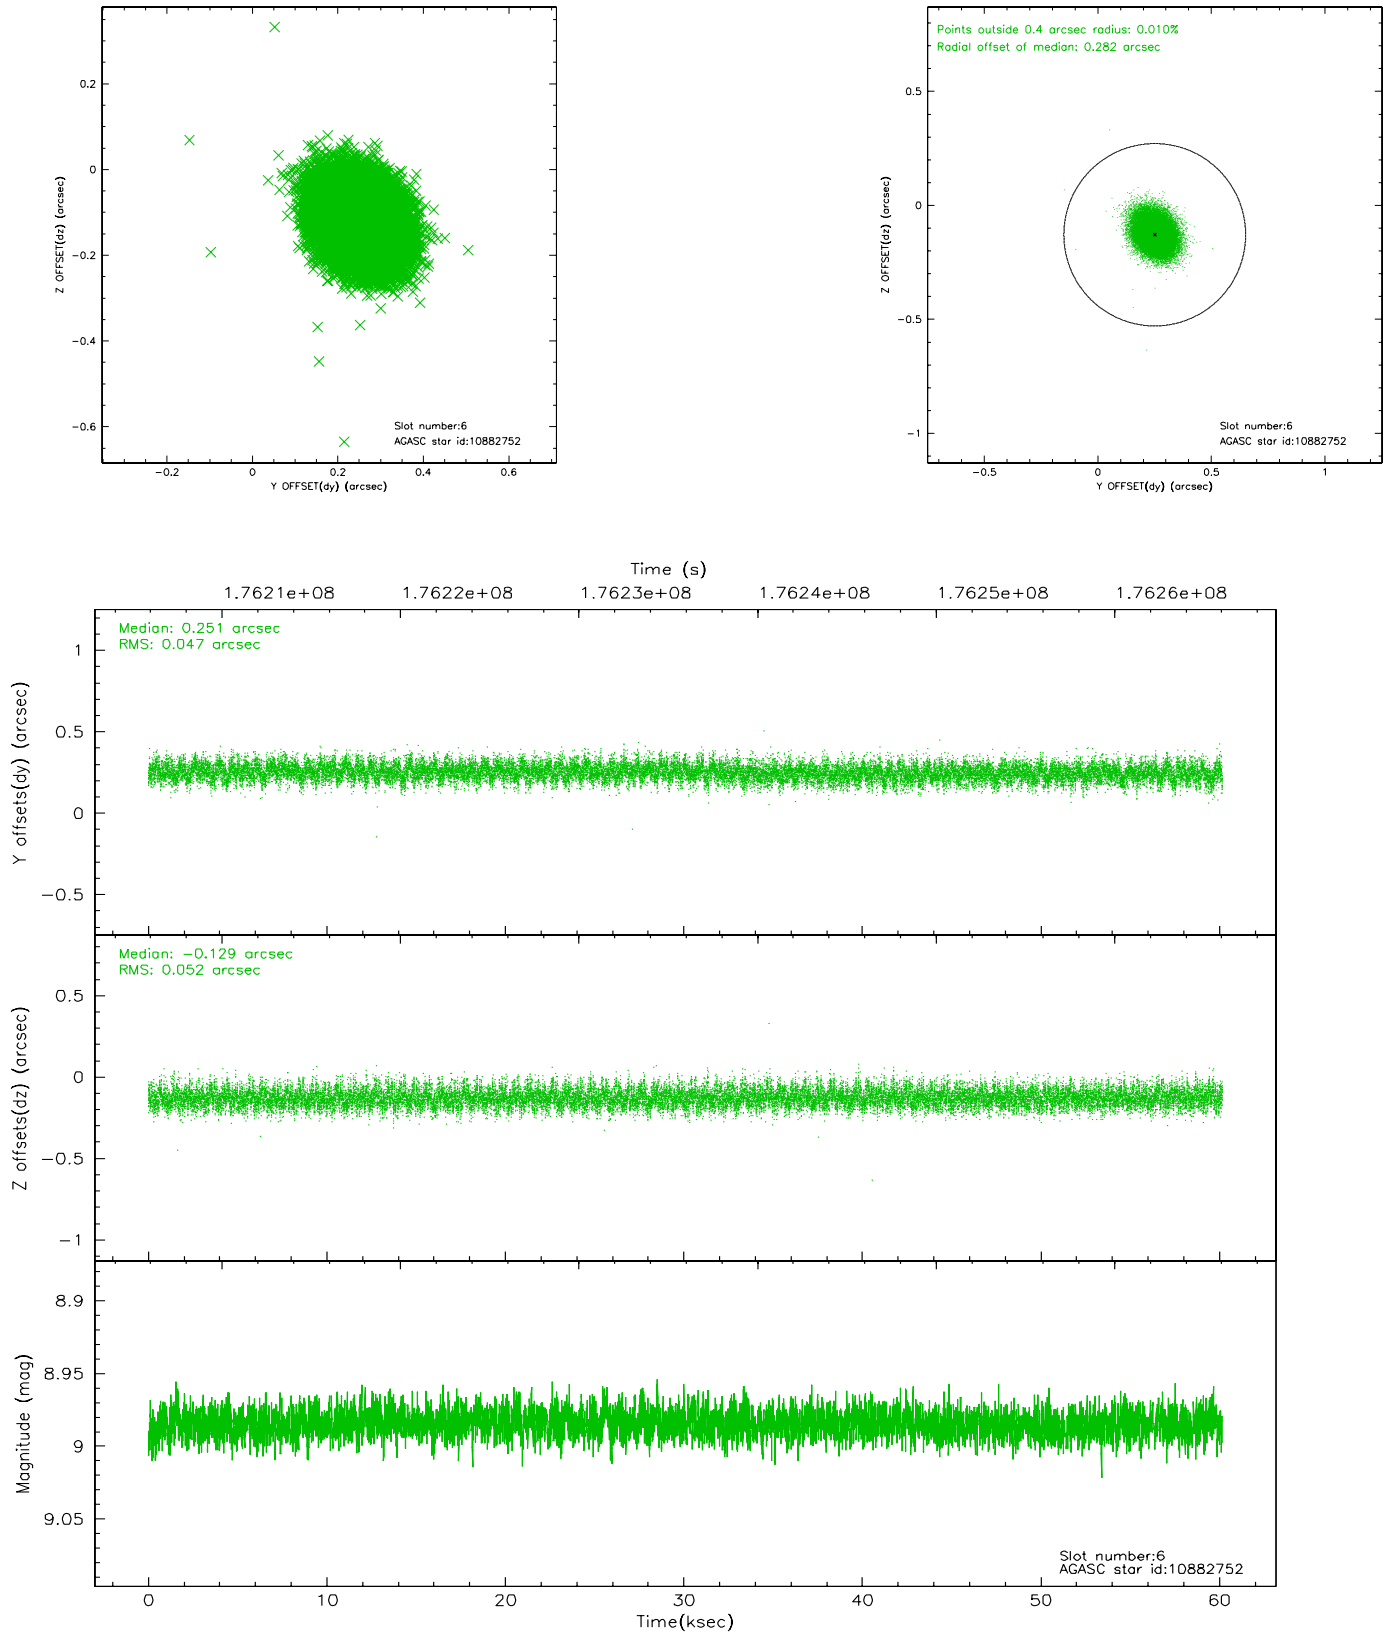 0.2
0
−0.2
−0.4
−0.6
Z OFFSET(dz) (arcsec)
Slot number:6
AGASC star id:10882752
−0.2 0 0.2 0.4 0.6
Y OFFSET(dy) (arcsec)
Points outside 0.4 arcsec radius: 0.010%
Radial offset of median: 0.282 arcsec
0.5
0
−0.5
−1
Z OFFSET(dz) (arcsec)
Slot number:6
AGASC star id:10882752
−0.5 0 0.5 1
Y OFFSET(dy) (arcsec)
Time (s)
1.7621e+08 1.7622e+08 1.7623e+08 1.7624e+08 1.7625e+08 1.7626e+08
Median: 0.251 arcsec
RMS: 0.047 arcsec
1
0.5
0
−0.5
Y offsets(dy) (arcsec)
Median: −0.129 arcsec
RMS: 0.052 arcsec
0.5
0
−0.5
−1
Z offsets(dz) (arcsec)
8.9
8.95
9
9.05
Magnitude (mag)
Slot number:6
AGASC star id:10882752
0 10 20 30 40 50 60
Time(ksec)